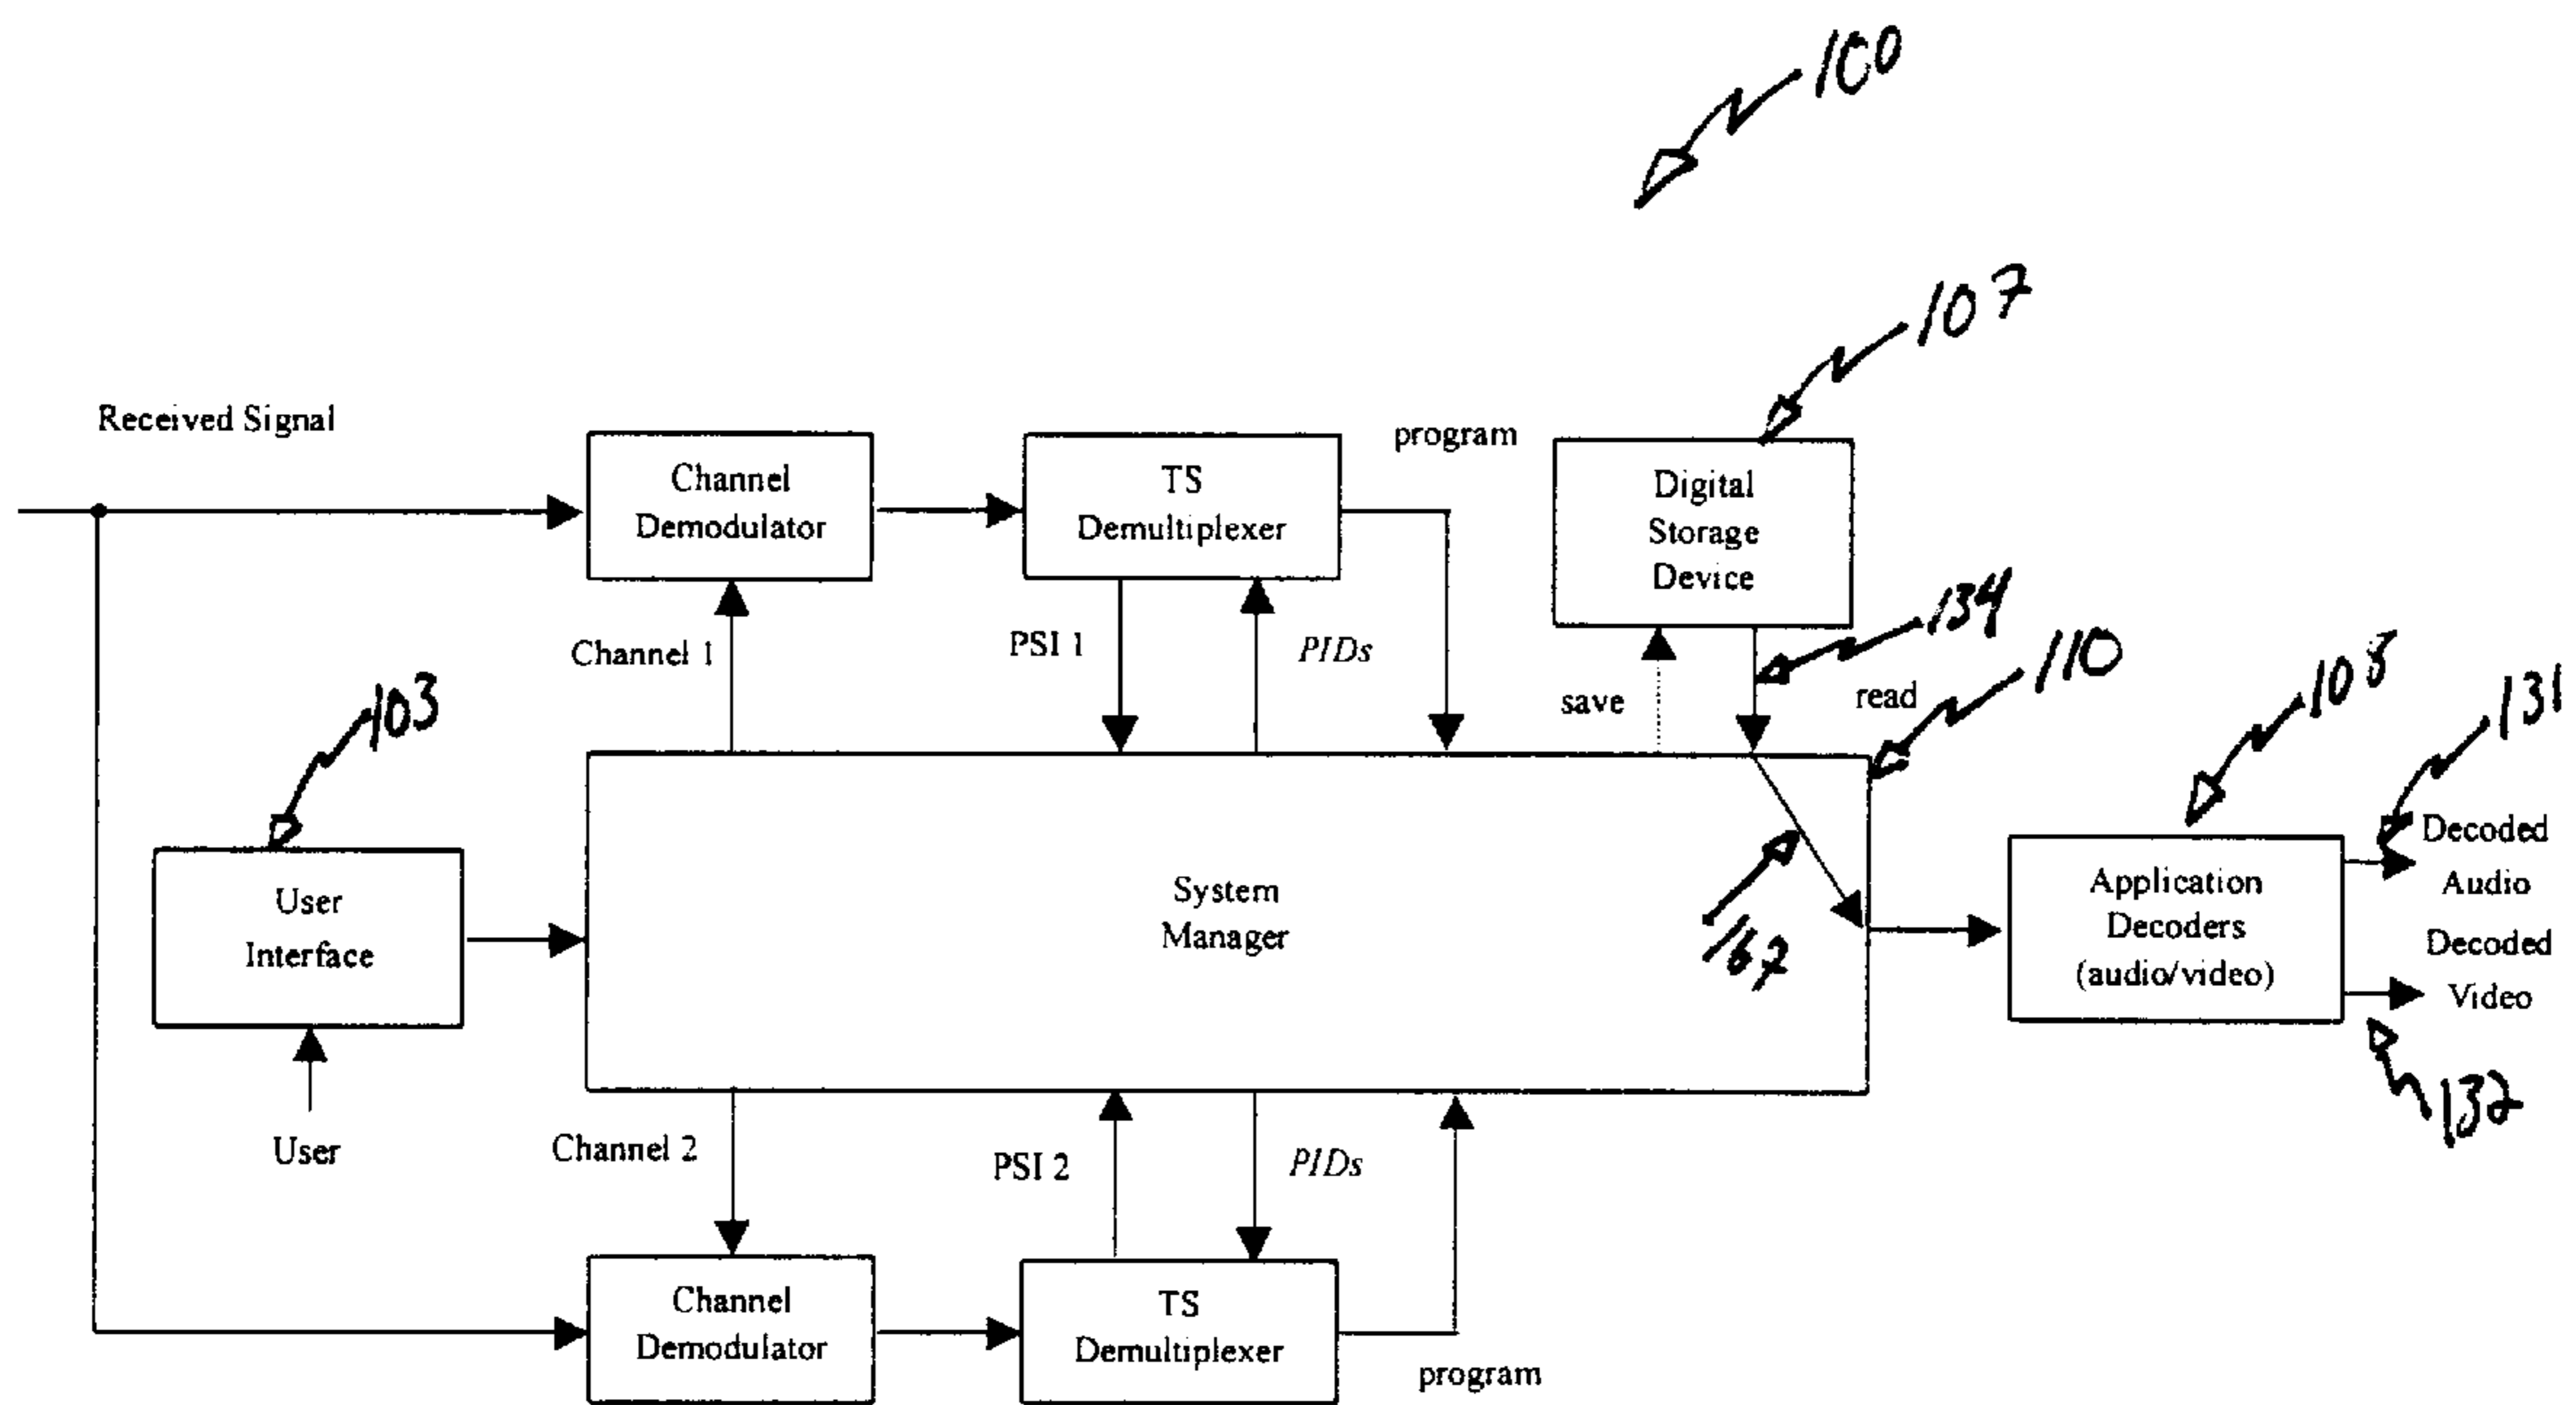 100
107
Received Signal
Channel
Demodulator
TS
Demultiplexer
program
Digital
Storage
Device
134
110
Channel 1
PSI 1
PIDs
save
read
103
108
131
User
Interface
System
Manager
167
Application
Decoders
(audio/video)
Decoded
Audio
Decoded
Video
132
User
Channel 2
PSI 2
PIDs
Channel
Demodulator
TS
Demultiplexer
program